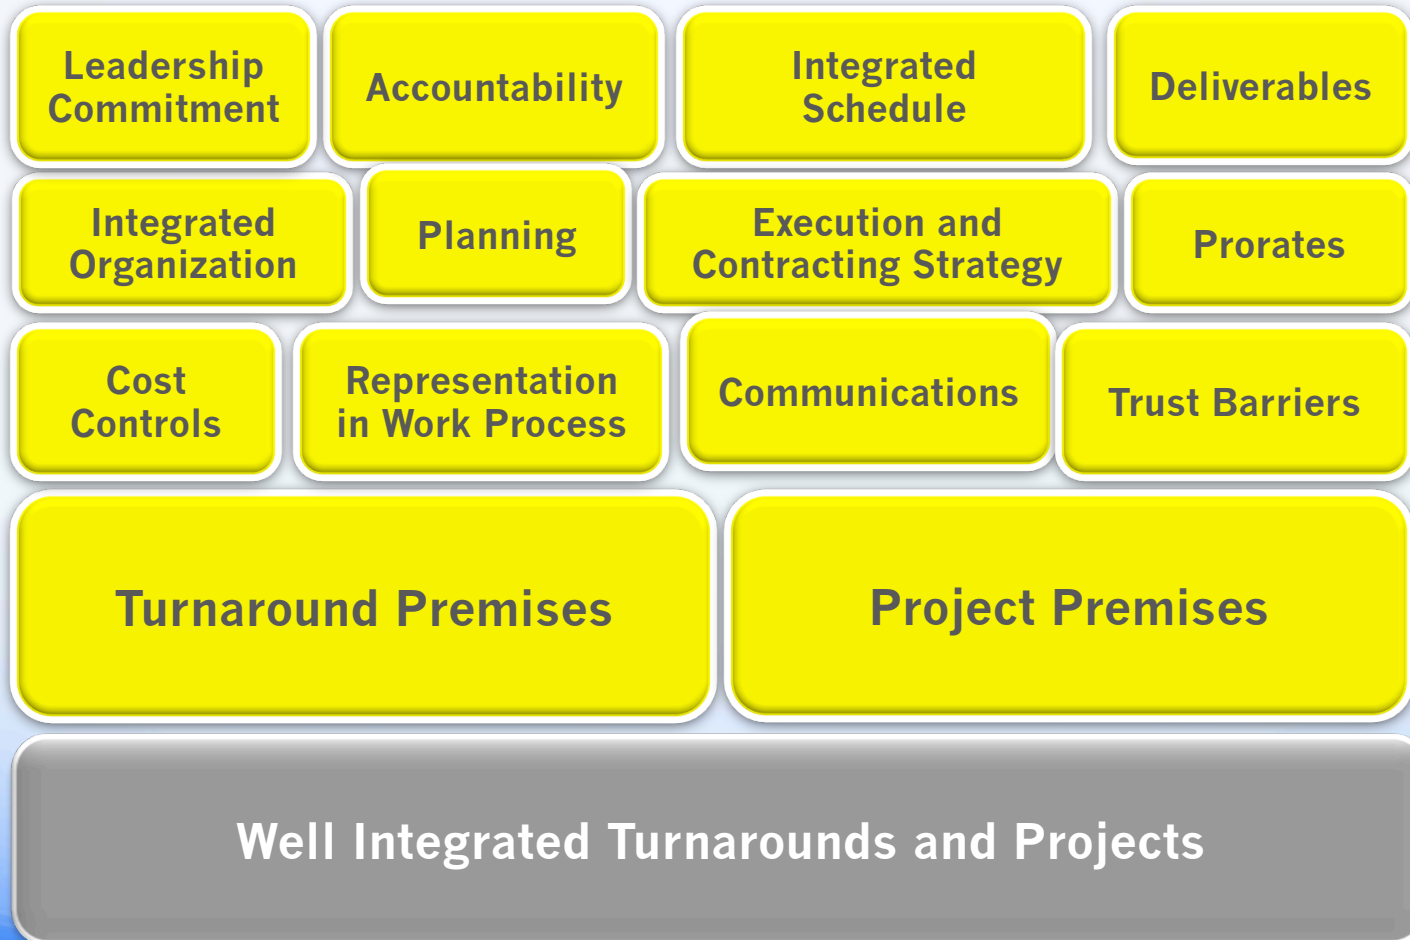 Leadership
Commitment
Accountability
Integrated
Schedule
Deliverables
Integrated
Organization
Planning
Execution and
Contracting Strategy
Prorates
Cost
Controls
Representation
in Work Process
Communications
Trust Barriers
Turnaround Premises
Project Premises
Well Integrated Turnarounds and Projects